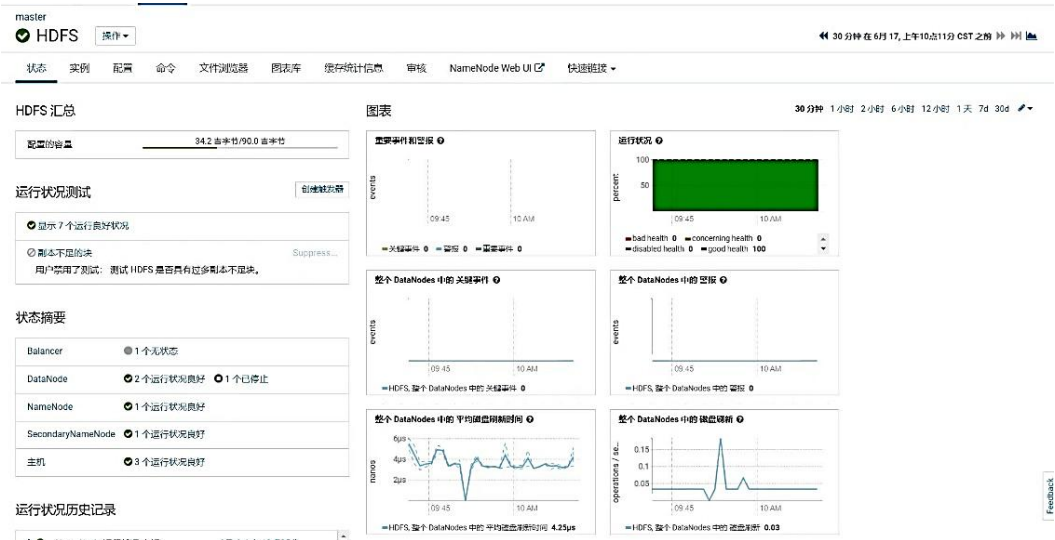 master
HDFS 操作
30 分钟 在 6月 17, 上午10点11分 CST 之前
状态 实例 配置 命令 文件浏览器 图表库 缓存统计信息 审核 NameNode Web UI 快速链接
HDFS 汇总
配置的容量 34.2 吉字节/90.0 吉字节
运行状况测试 创建触发器
显示 7 个运行良好状况
副本不足的块 Suppress...
用户禁用了测试: 测试 HDFS 是否具有过多副本不足块。
状态摘要
Balancer 1 个无状态
DataNode 2 个运行状况良好 1 个已停止
NameNode 1 个运行状况良好
SecondaryNameNode 1 个运行状况良好
主机 3 个运行状况良好
运行状况历史记录
图表
30 分钟 1 小时 2 小时 6 小时 12 小时 1 天 7d 30d
重要事件和警报
events
09:45 10 AM
关键事件 0 警报 0 重要事件 0
运行状况
percent
100
50
09:45 10 AM
bad health 0 concerning health 0
disabled health 0 good health 100
整个 DataNodes 中的 关键事件
events
09:45 10 AM
HDFS, 整个 DataNodes 中的 关键事件 0
整个 DataNodes 中的 警报
events
09:45 10 AM
HDFS, 整个 DataNodes 中的 警报 0
整个 DataNodes 中的 平均磁盘刷新时间
nanos
6μs
4μs
2μs
09:45 10 AM
HDFS, 整个 DataNodes 中的 平均磁盘刷新时间 4.25μs
整个 DataNodes 中的 磁盘刷新
operations / se...
0.15
0.1
0.05
09:45 10 AM
HDFS, 整个 DataNodes 中的 磁盘刷新 0.03
Feedback